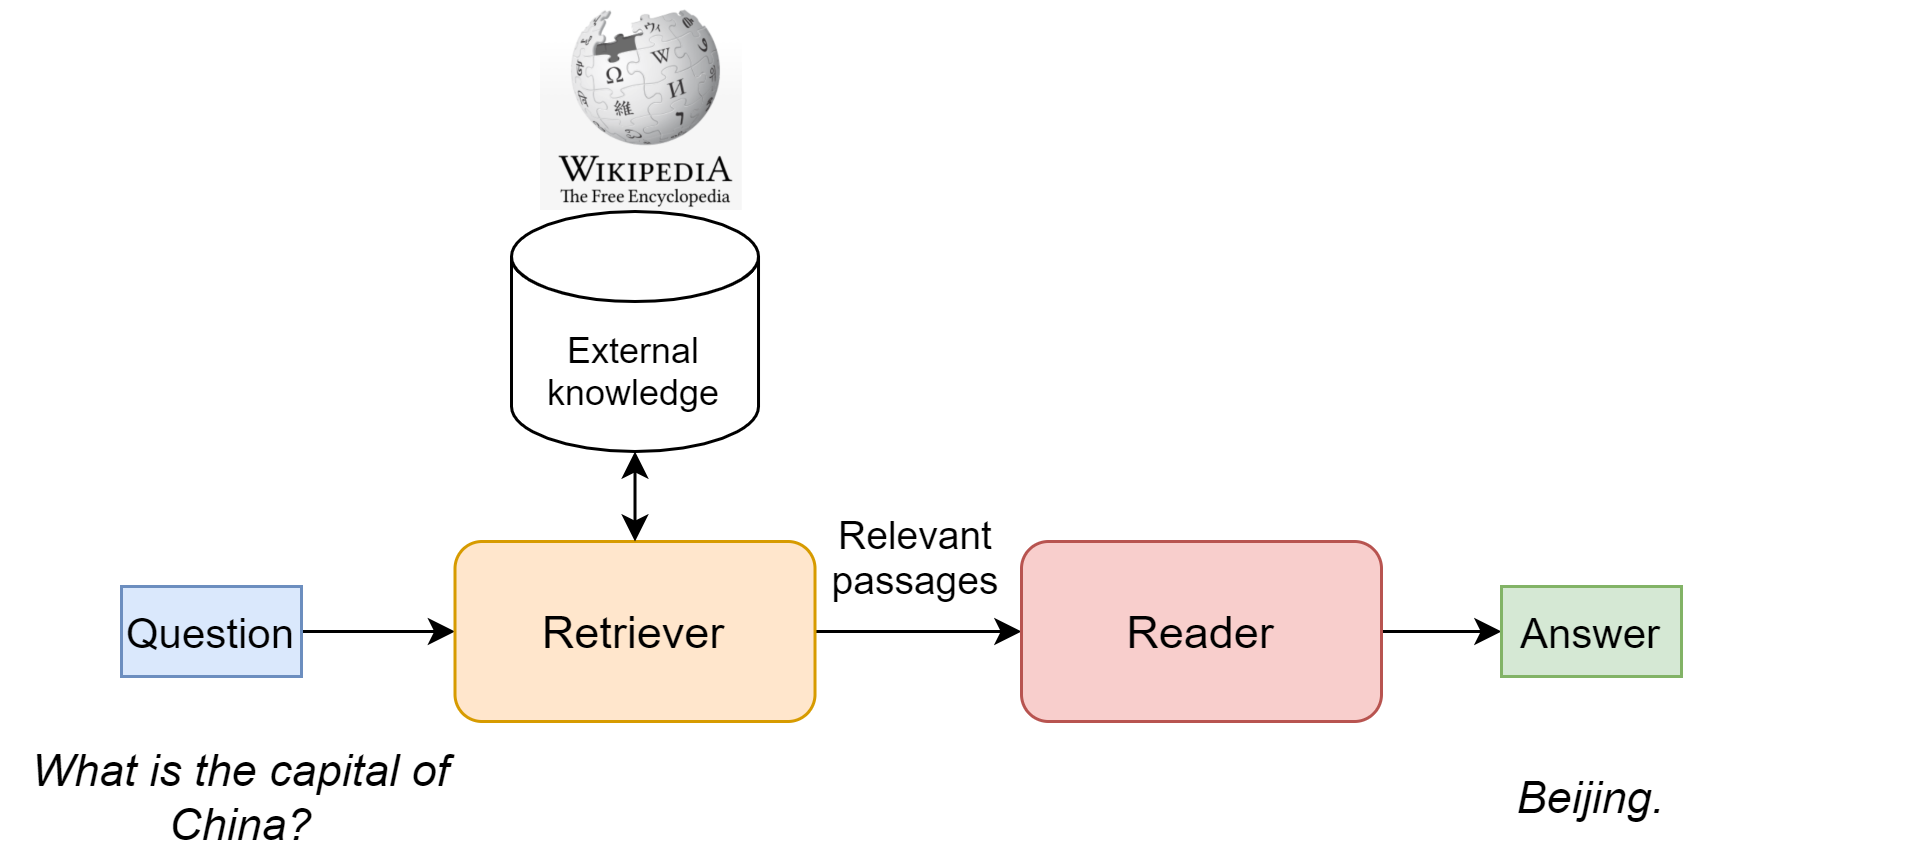 Ω
W
И
維
WIKIPEDIA
The Free Encyclopedia
External
knowledge
Relevant
passages
Question
Retriever
Reader
Answer
What is the capital of
China?
Beijing.